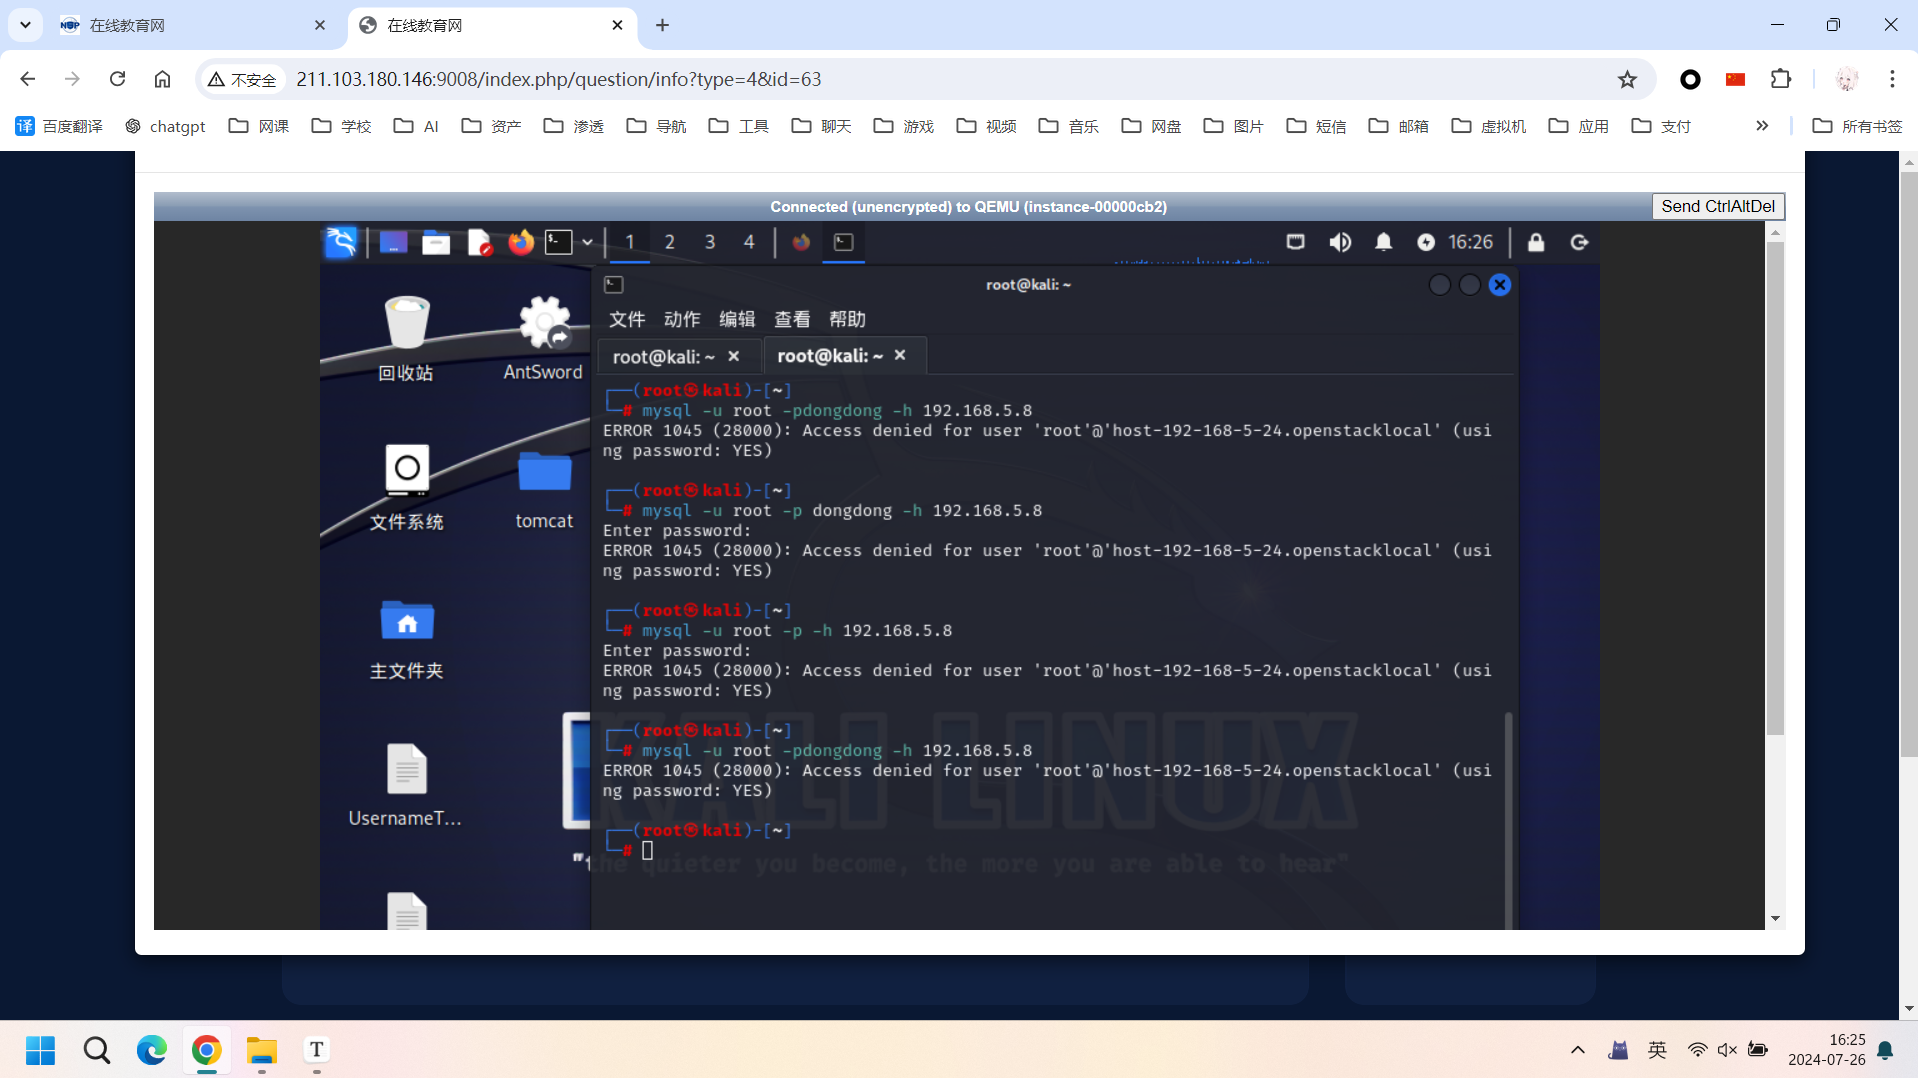 在线教育网
在线教育网
不安全
211.103.180.146:9008/index.php/question/info?type=4&id=63
译 百度翻译 chatgpt 网课 学校 AI 资产 渗透 导航 工具 聊天 游戏 视频 音乐 网盘 图片 短信 邮箱 虚拟机 应用 支付 所有书签
Connected (unencrypted) to QEMU (instance-00000cb2)
Send CtrlAltDel
1 2 3 4
16:26
root@kali: ~
文件 动作 编辑 查看 帮助
root@kali: ~
root@kali: ~
回收站
AntSword
文件系统
tomcat
主文件夹
UsernameT...
┌──(root㉿kali)-[~]
└─# mysql -u root -pdongdong -h 192.168.5.8
ERROR 1045 (28000): Access denied for user 'root'@'host-192-168-5-24.openstacklocal' (usi
ng password: YES)
┌──(root㉿kali)-[~]
└─# mysql -u root -p dongdong -h 192.168.5.8
Enter password:
ERROR 1045 (28000): Access denied for user 'root'@'host-192-168-5-24.openstacklocal' (usi
ng password: YES)
┌──(root㉿kali)-[~]
└─# mysql -u root -p -h 192.168.5.8
Enter password:
ERROR 1045 (28000): Access denied for user 'root'@'host-192-168-5-24.openstacklocal' (usi
ng password: YES)
┌──(root㉿kali)-[~]
└─# mysql -u root -pdongdong -h 192.168.5.8
ERROR 1045 (28000): Access denied for user 'root'@'host-192-168-5-24.openstacklocal' (usi
ng password: YES)
┌──(root㉿kali)-[~]
└─#
KALI LINUX
"the quieter you become, the more you are able to hear"
T
英
16:25
2024-07-26